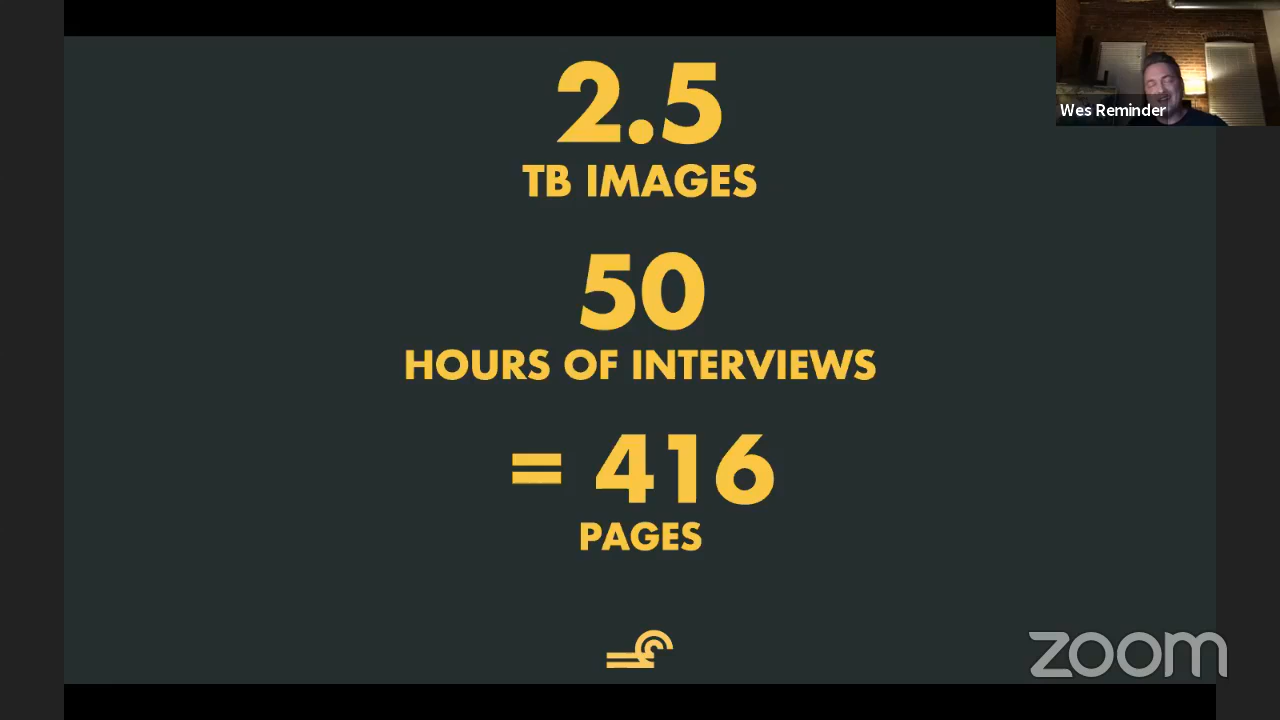 2.5
TB IMAGES
50
HOURS OF INTERVIEWS
= 416
PAGES
Wes Reminder
zoom